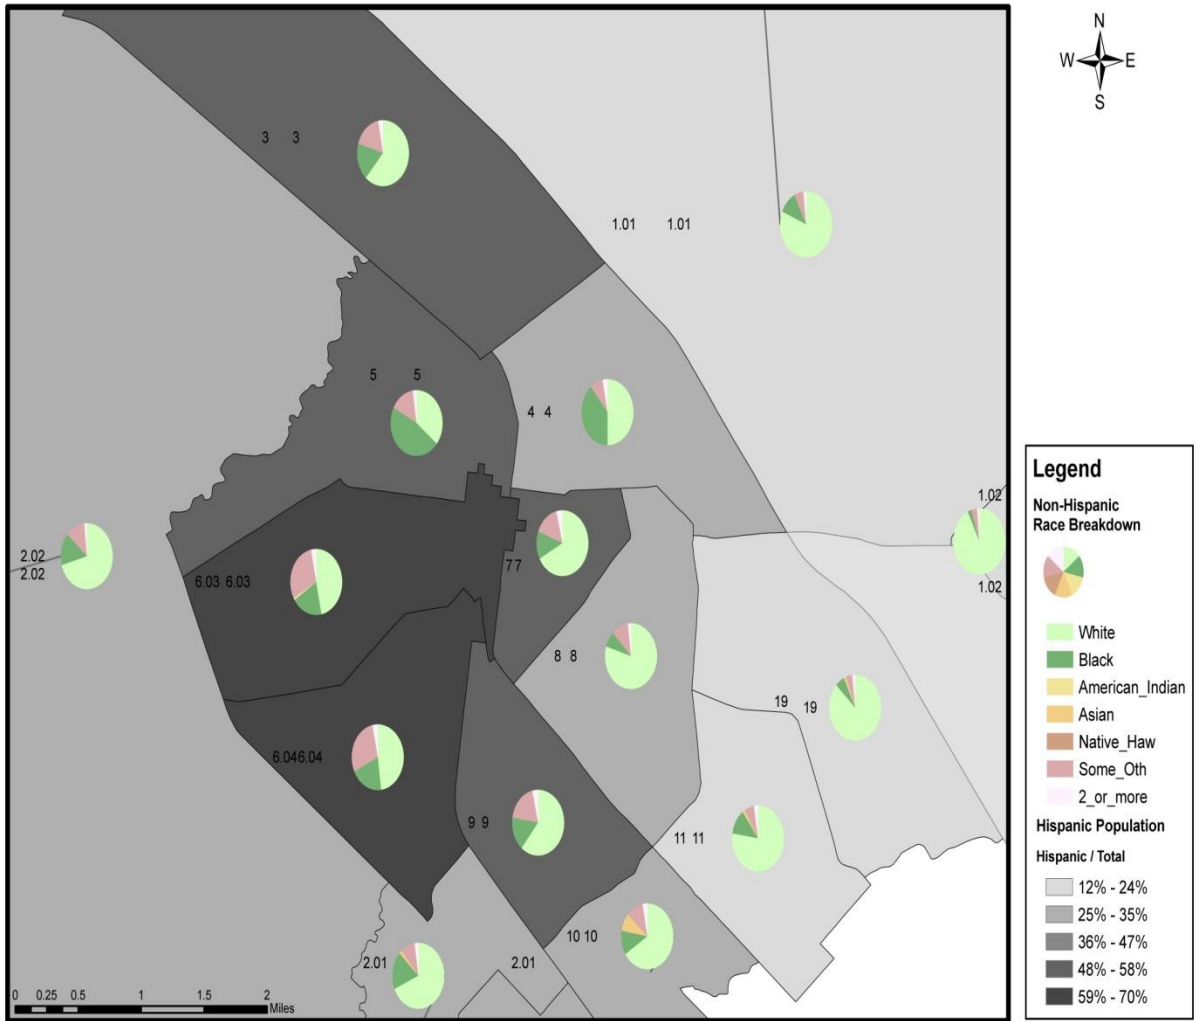 N
W E
S
3 3
1.01 1.01
5 5
4 4
1.02
2.02
2.02
6.03 6.03
7 7
1.02
8 8
19 19
6.04 6.04
9 9
11 11
10 10
2.01 2.01
0 0.25 0.5 1 1.5 2
Miles
Legend
Non-Hispanic
Race Breakdown
White
Black
American_Indian
Asian
Native_Haw
Some_Oth
2_or_more
Hispanic Population
Hispanic / Total
12% - 24%
25% - 35%
36% - 47%
48% - 58%
59% - 70%